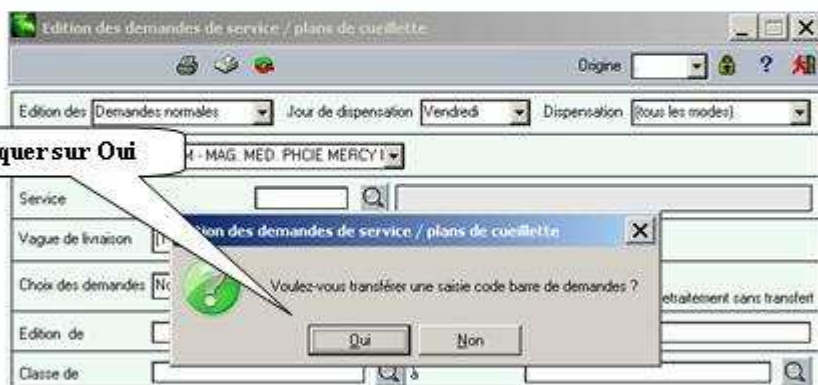 Edition des demandes de service / plans de cueillette
Origine
?
Edition des Demandes normales Jour de dispensation Vendredi Dispensation (tous les modes)
quer sur Oui
M - MAG. MED. PHCIE MERCY
Service
Edition des demandes de service / plans de cueillette
Vague de livraison
Voulez-vous transférer une saisie code barre de demandes ?
Choix des demandes No
etraitement sans transfert
Oui Non
Edition de
Classe de à